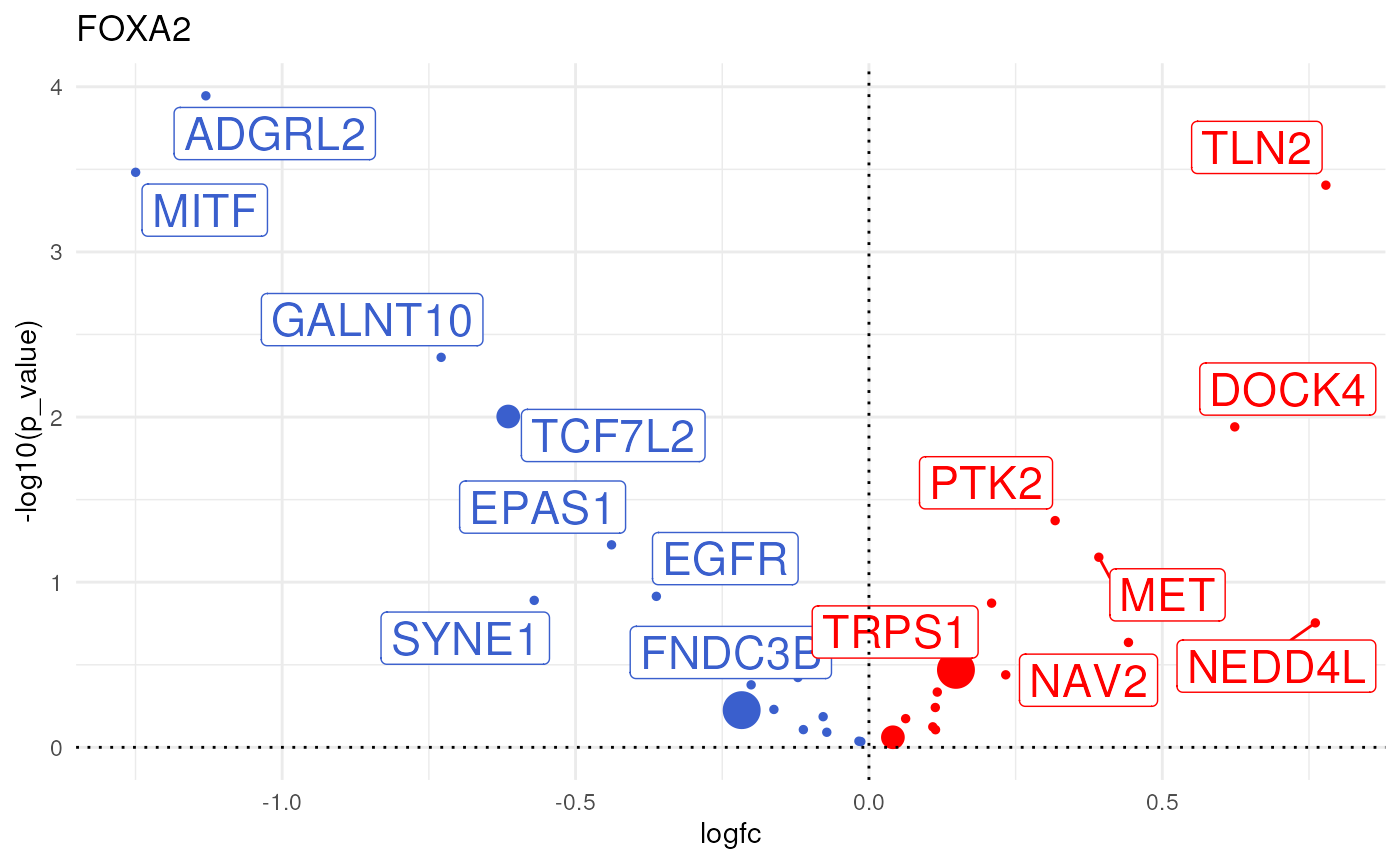 FOXA2
4
ADGRL2
TLN2
MITF
3
GALNT10
DOCK4
2
TCF7L2
PTK2
EPAS1
EGFR
1
MET
SYNE1
TRPS1
FNDC3B
NEDD4L
NAV2
0
-log10(p_value)
-1.0
-0.5
0.0
0.5
logfc